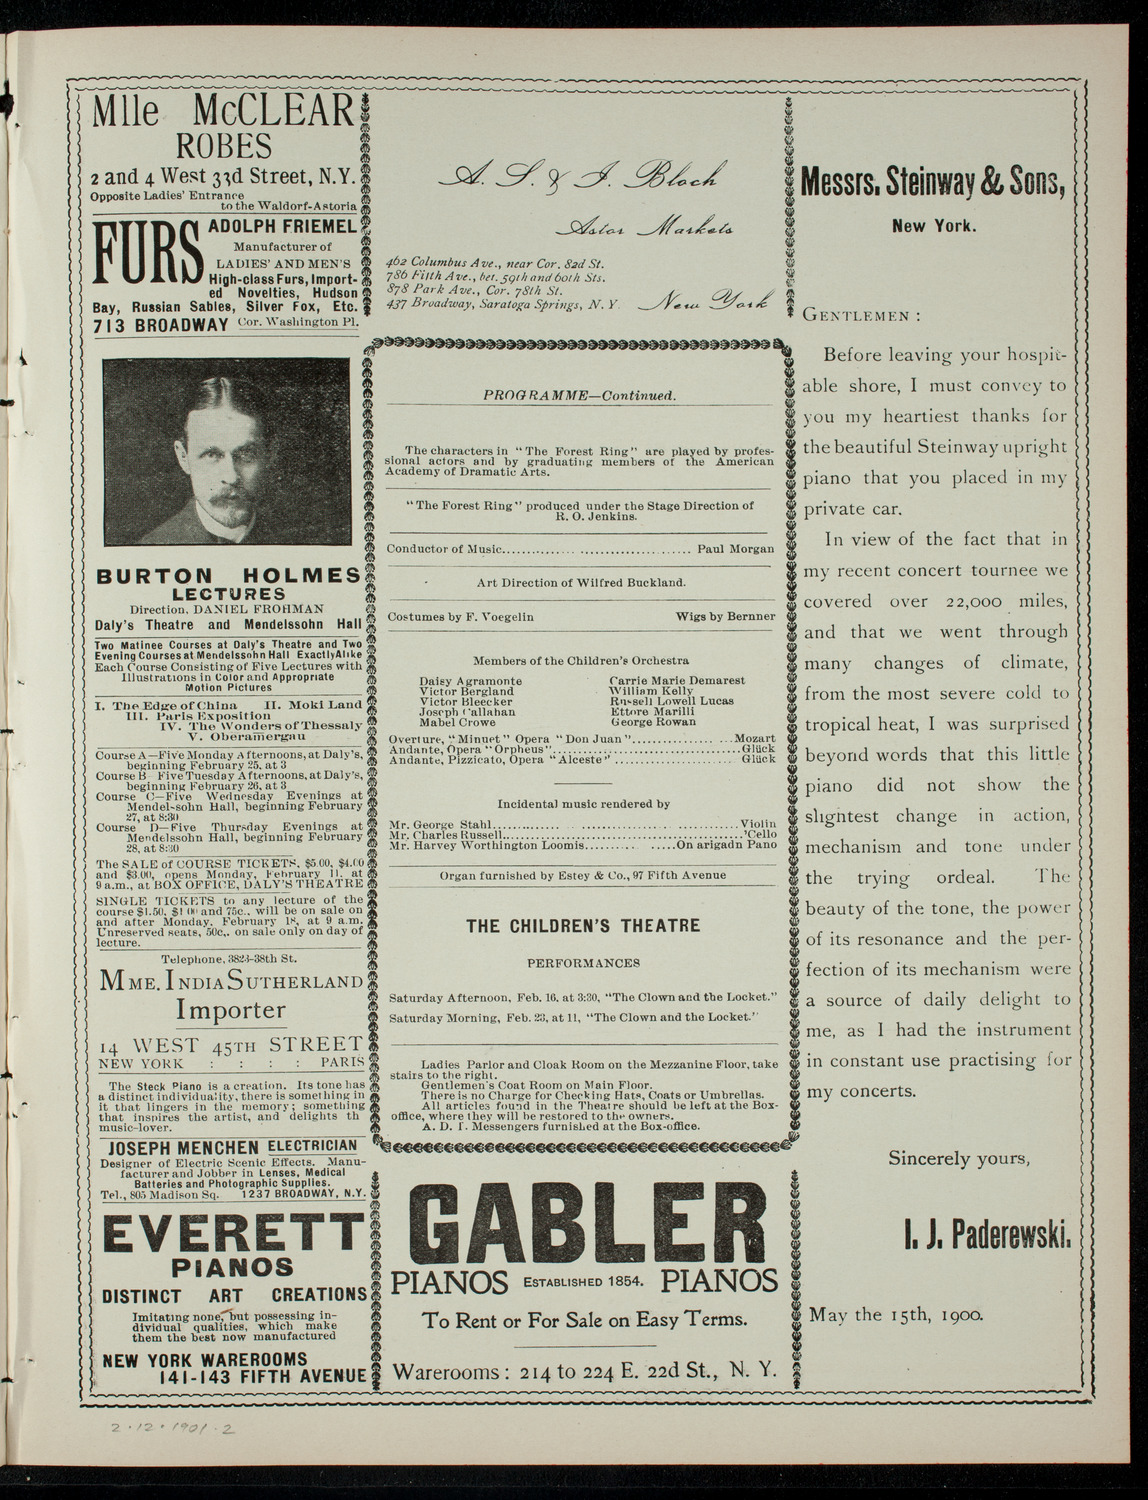 Mlle McCLEAR
ROBES
2 and 4 West 33d Street, N.Y.
Opposite Ladies' Entrance
to the Waldorf-Astoria
FURS
ADOLPH FRIEMEL
Manufacturer of
LADIES' AND MEN'S
High-class Furs, Import-
ed Novelties, Hudson
Bay, Russian Sables, Silver Fox, Etc.
713 BROADWAY Cor. Washington Pl.
BURTON HOLMES
LECTURES
Direction, DANIEL FROHMAN
Daly's Theatre and Mendelssohn Hall
Two Matinee Courses at Daly's Theatre and Two
Evening Courses at Mendelssohn Hall Exactly Alike
Each Course Consisting of Five Lectures with
Illustrations in Color and Appropriate
Motion Pictures
I. The Edge of China II. Moki Land
III. Paris Exposition
IV. The Wonders of Thessaly
V. Oberamergau
Course A—Five Monday Afternoons, at Daly's,
beginning February 25, at 3
Course B Five Tuesday Afternoons, at Daly's,
beginning February 26, at 3
Course C—Five Wednesday Evenings at
Mendelssohn Hall, beginning February
27, at 8:30
Course D—Five Thursday Evenings at
Mendelssohn Hall, beginning February
28, at 8:30
The SALE of COURSE TICKETS, $5.00, $4.00
and $3.00, opens Monday, February 11, at
9 a.m., at BOX OFFICE, DALY'S THEATRE
SINGLE TICKETS to any lecture of the
course $1.50, $1.00 and 75c., will be on sale on
and after Monday, February 18, at 9 a.m.
Unreserved seats, 50c., on sale only on day of
lecture.
Telephone, 3823-38th St.
MME. INDIA SUTHERLAND
Importer
14 WEST 45TH STREET
NEW YORK : : : : PARIS
The Steck Piano is a creation. Its tone has
a distinct individuality, there is something in
it that lingers in the memory; something
that inspires the artist, and delights th
music-lover.
JOSEPH MENCHEN ELECTRICIAN
Designer of Electric Scenic Effects. Manu-
facturer and Jobber in Lenses, Medical
Batteries and Photographic Supplies.
Tel., 805 Madison Sq. 1237 BROADWAY, N.Y.
EVERETT
PIANOS
DISTINCT ART CREATIONS
Imitating none, but possessing in-
dividual qualities, which make
them the best now manufactured
NEW YORK WAREROOMS
141-143 FIFTH AVENUE
A. S. & I. Bloch
Astor Markets
462 Columbus Ave., near Cor. 82d St.
786 Fifth Ave., bet. 59th and 60th Sts.
878 Park Ave., Cor. 78th St.
437 Broadway, Saratoga Springs, N. Y.
New York
PROGRAMME—Continued.
The characters in "The Forest Ring" are played by profes-
sional actors and by graduating members of the American
Academy of Dramatic Arts.
"The Forest Ring" produced under the Stage Direction of
R. O. Jenkins.
Conductor of Music........................................ Paul Morgan
Art Direction of Wilfred Buckland.
Costumes by F. Voegelin Wigs by Bernner
Members of the Children's Orchestra
Daisy Agramonte Carrie Marie Demarest
Victor Bergland William Kelly
Victor Bleecker Russell Lowell Lucas
Joseph Callahan Ettore Marilli
Mabel Crowe George Rowan
Overture, "Minuet" Opera "Don Juan"......................Mozart
Andante, Opera "Orpheus"........................................Glück
Andante, Pizzicato, Opera "Alceste" .......................... Glück
Incidental music rendered by
Mr. George Stahl..................................................Violin
Mr. Charles Russell................................................'Cello
Mr. Harvey Worthington Loomis............... .....On arigadn Pano
Organ furnished by Estey & Co., 97 Fifth Avenue
THE CHILDREN'S THEATRE
PERFORMANCES
Saturday Afternoon, Feb. 16, at 3:30, "The Clown and the Locket."
Saturday Morning, Feb. 23, at 11, "The Clown and the Locket."
Ladies Parlor and Cloak Room on the Mezzanine Floor, take
stairs to the right.
Gentlemen's Coat Room on Main Floor.
There is no Charge for Checking Hats, Coats or Umbrellas.
All articles found in the Theatre should be left at the Box-
office, where they will be restored to the owners.
A. D. T. Messengers furnished at the Box-office.
GABLER
PIANOS ESTABLISHED 1854. PIANOS
To Rent or For Sale on Easy Terms.
Warerooms: 214 to 224 E. 22d St., N. Y.
Messrs. Steinway & Sons,
New York.
GENTLEMEN:
Before leaving your hospit-
able shore, I must convey to
you my heartiest thanks for
the beautiful Steinway upright
piano that you placed in my
private car.
In view of the fact that in
my recent concert tournee we
covered over 22,000 miles,
and that we went through
many changes of climate,
from the most severe cold to
tropical heat, I was surprised
beyond words that this little
piano did not show the
slightest change in action,
mechanism and tone under
the trying ordeal. The
beauty of the tone, the power
of its resonance and the per-
fection of its mechanism were
a source of daily delight to
me, as I had the instrument
in constant use practising for
my concerts.
Sincerely yours,
I. J. Paderewski.
May the 15th, 1900.
2.12.1901.2